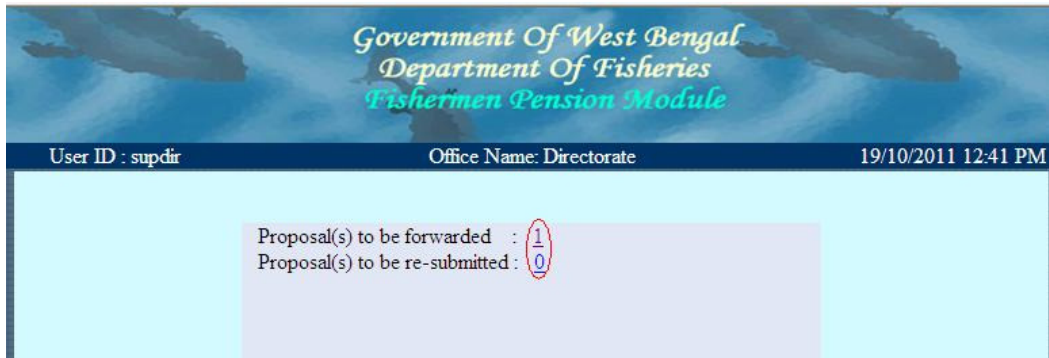 Government Of West Bengal
Department Of Fisheries
Fishermen Pension Module
User ID : supdir Office Name: Directorate 19/10/2011 12:41 PM
Proposal(s) to be forwarded : 1
Proposal(s) to be re-submitted : 0